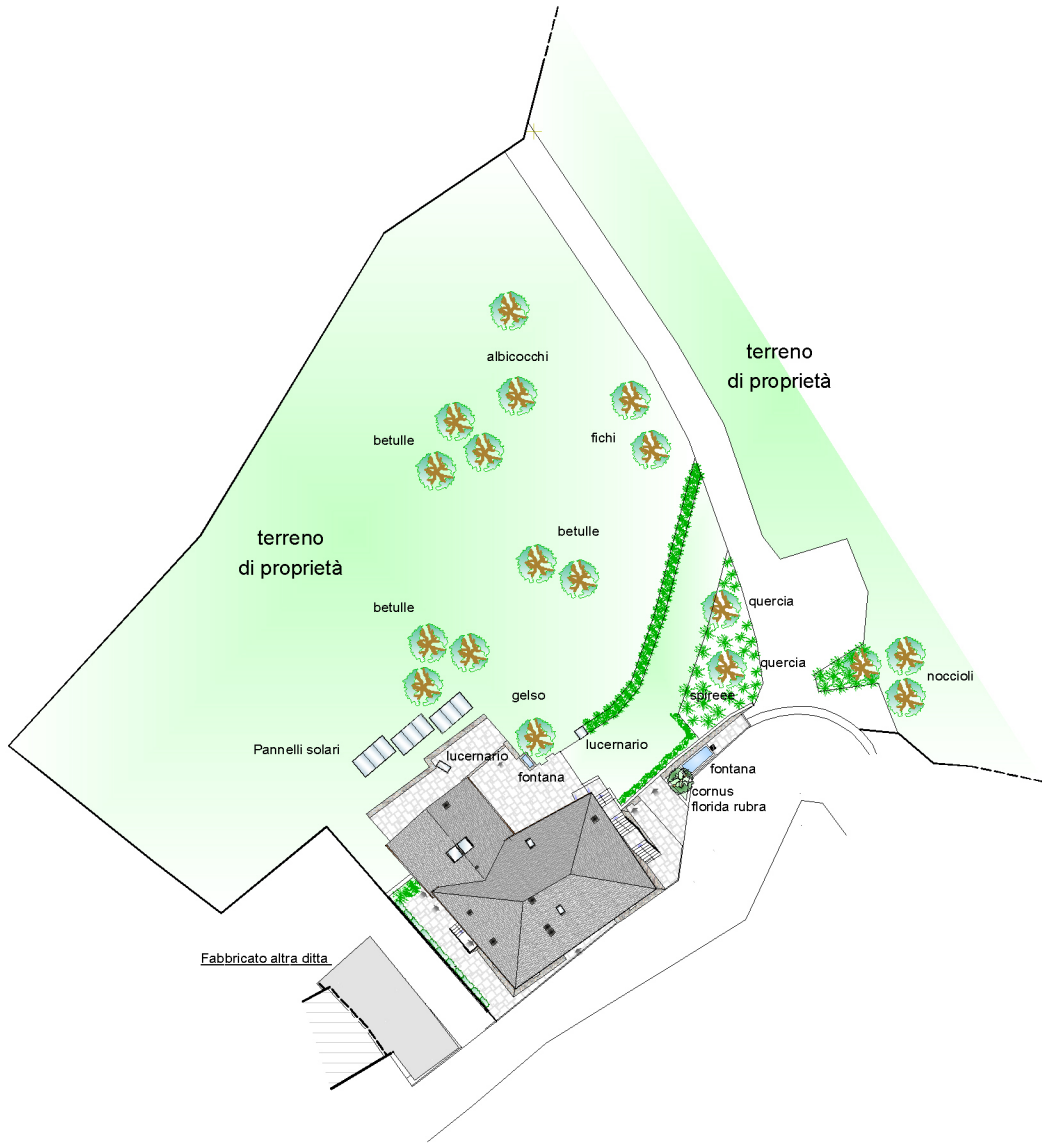 terreno
di proprietà
albicocchi
betulle
fichi
terreno
di proprietà
betulle
betulle
quercia
quercia
noccioli
gelso
spireee
Pannelli solari
lucernario
lucernario
fontana
fontana
cornus
florida rubra
Fabbricato altra ditta